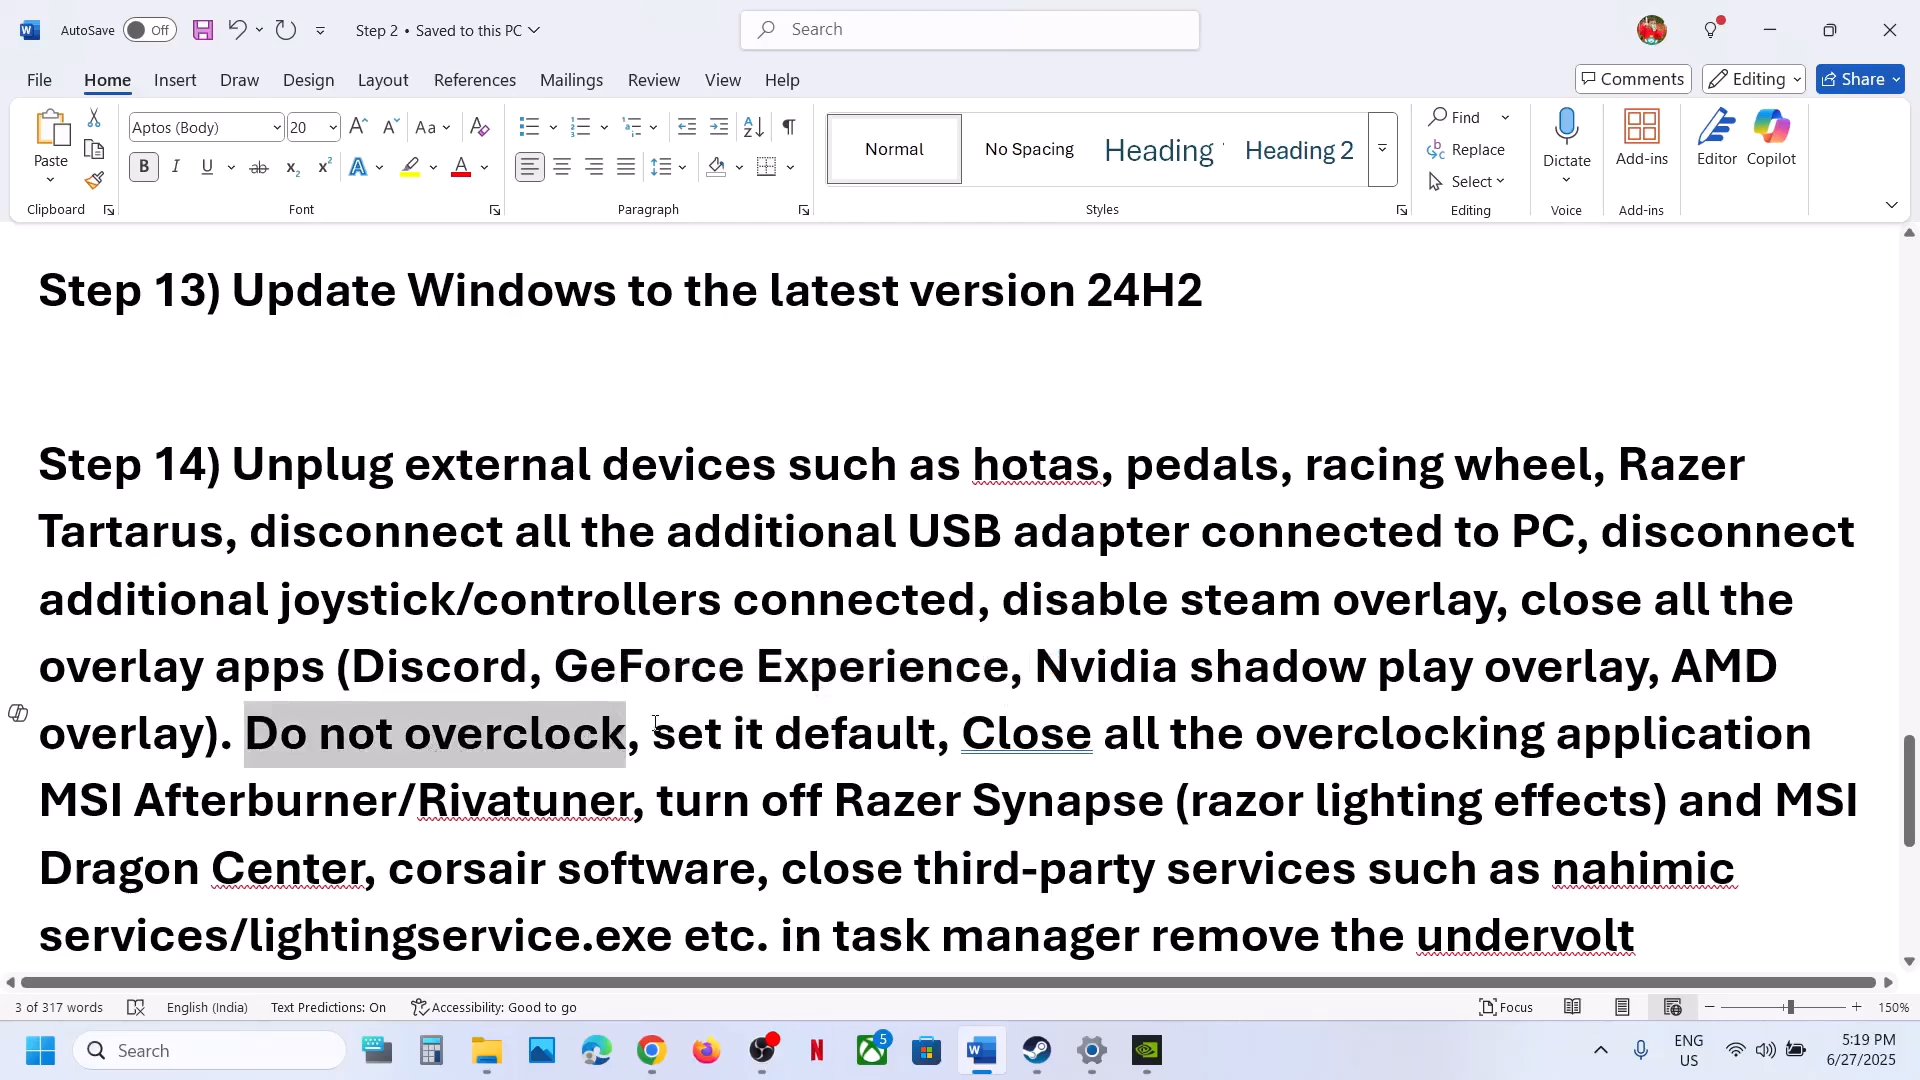 AutoSave Off Step 2 • Saved to this PC Search
File Home Insert Draw Design Layout References Mailings Review View Help Comments Editing Share
Aptos (Body) 20 Normal No Spacing Heading Heading 2
Paste Find Replace Select Dictate Add-ins Editor Copilot
Clipboard Font Paragraph Styles Editing Voice Add-ins
Step 13) Update Windows to the latest version 24H2
Step 14) Unplug external devices such as hotas, pedals, racing wheel, Razer
Tartarus, disconnect all the additional USB adapter connected to PC, disconnect
additional joystick/controllers connected, disable steam overlay, close all the
overlay apps (Discord, GeForce Experience, Nvidia shadow play overlay, AMD
overlay). Do not overclock, set it default, Close all the overclocking application
MSI Afterburner/Rivatuner, turn off Razer Synapse (razor lighting effects) and MSI
Dragon Center, corsair software, close third-party services such as nahimic
services/lightingservice.exe etc. in task manager remove the undervolt
3 of 317 words English (India) Text Predictions: On Accessibility: Good to go Focus 150%
Search 5 ENG US 5:19 PM 6/27/2025